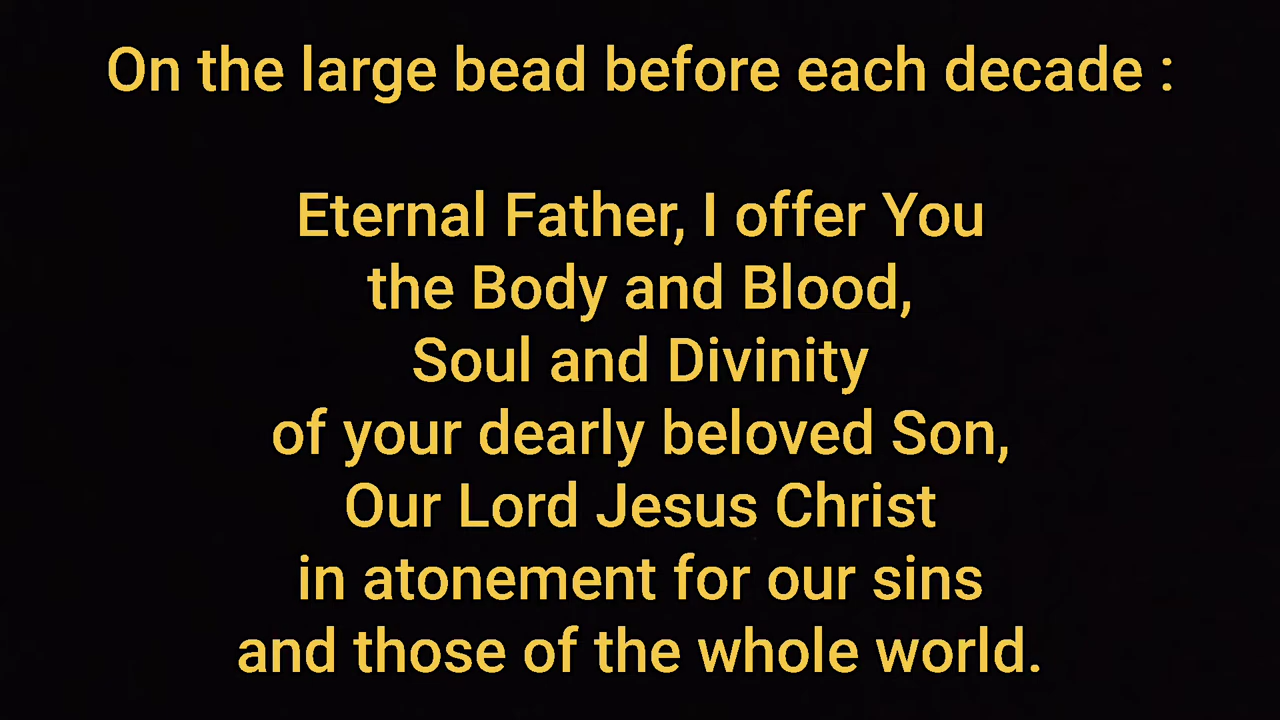 On the large bead before each decade :
Eternal Father, I offer You
the Body and Blood,
Soul and Divinity
of your dearly beloved Son,
Our Lord Jesus Christ
in atonement for our sins
and those of the whole world.